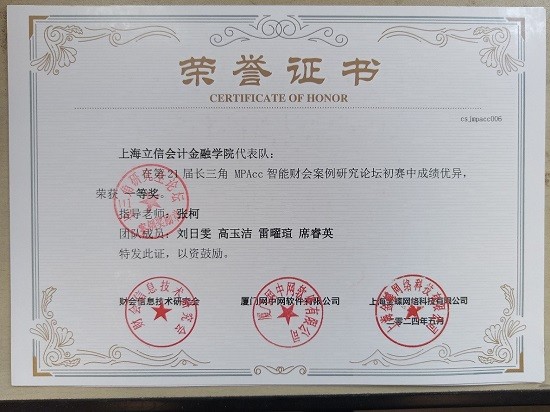 荣誉证书
CERTIFICATE OF HONOR
csjmpacc006
上海立信会计金融学院代表队：
在第21届长三角 MPAcc 智能财会案例研究论坛初赛中成绩优异，
荣获 一等奖。
指导老师：张柯
团队成员：刘日雯 高玉洁 雷曜瑄 席睿英
特发此证，以资鼓励。
财会信息技术研究会 厦门网中网软件有限公司 上海金蝶网络科技有限公司
二零二四年五月